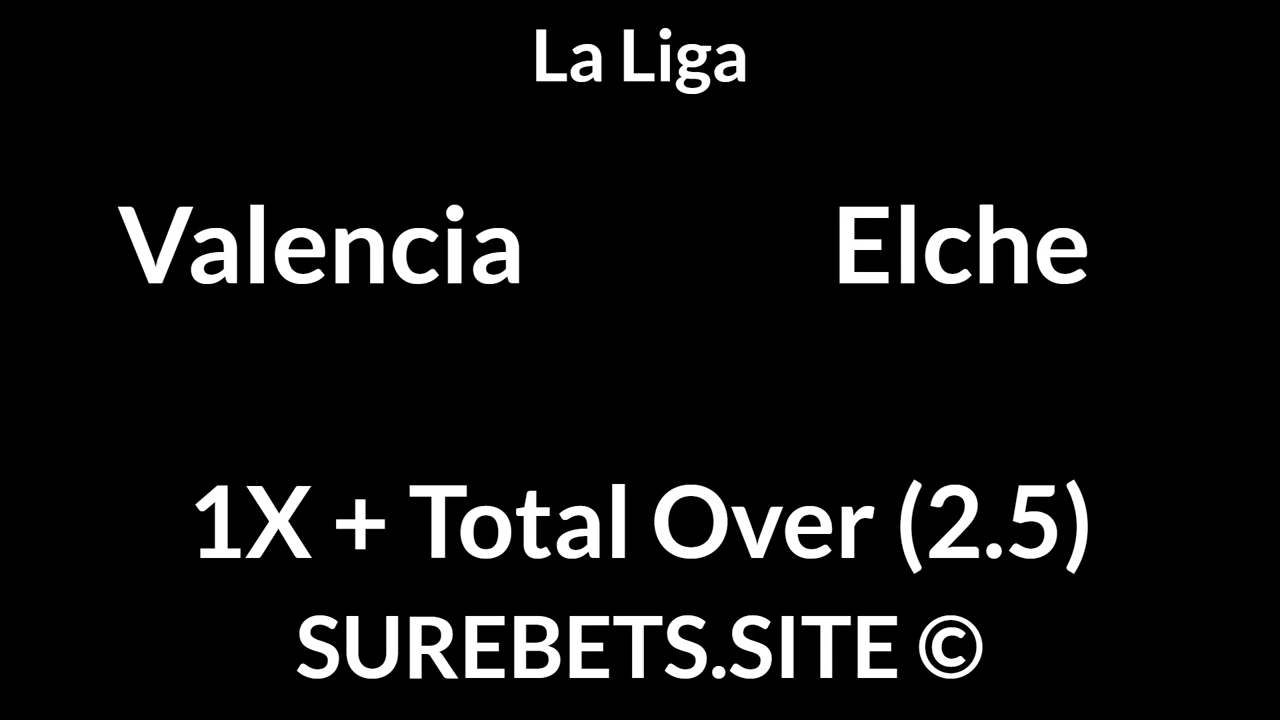 La Liga
Valencia Elche
1X + Total Over (2.5)
SUREBETS.SITE ©